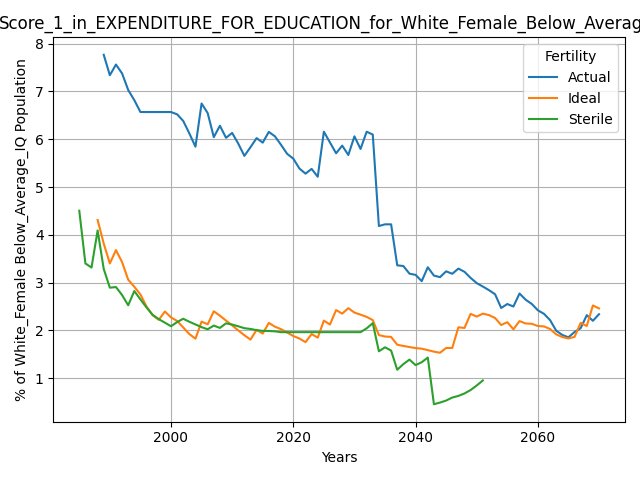 Score_1_in_EXPENDITURE_FOR_EDUCATION_for_White_Female_Below_Averag
% of White_Female Below_Average_IQ Population
8
7
6
5
4
3
2
1
Fertility
Actual
Ideal
Sterile
2000
2020
2040
2060
Years